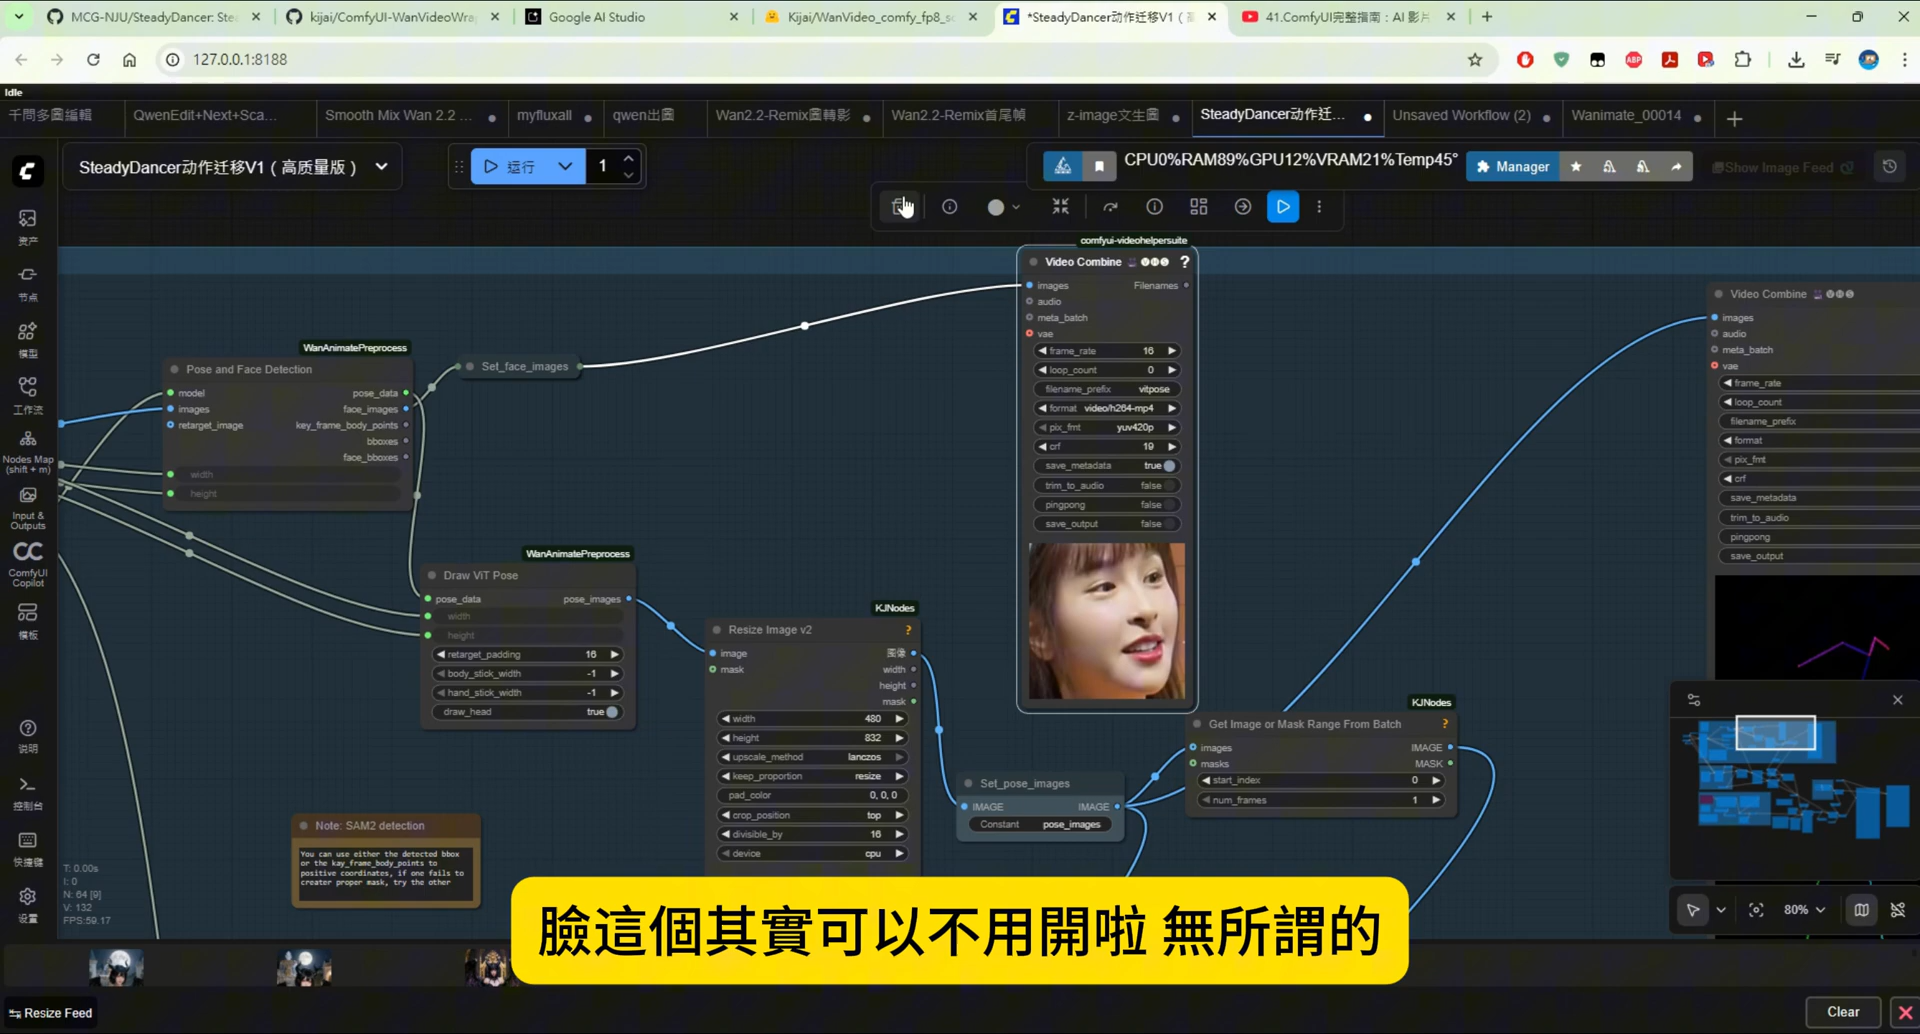 MCG-NJU/SteadyDancer: Ste
kijai/ComfyUI-WanVideoWra
Google AI Studio
Kijai/WanVideo_comfy_fp8_sc
*SteadyDancer动作迁移V1（高
41.ComfyUI完整指南：AI 影片
127.0.0.1:8188
Idle
千問多圖编輯
QwenEdit+Next+Sca...
Smooth Mix Wan 2.2 ...
myfluxall
qwen出圖
Wan2.2-Remix圖轉影
Wan2.2-Remix首尾幀
z-image文生圖
SteadyDancer动作迁...
Unsaved Workflow (2)
Wanimate_00014
SteadyDancer动作迁移V1（高质量版）
运行
1
CPU0%RAM89%GPU12%VRAM21%Temp45°
Manager
Show Image Feed
资产
节点
模型
工作流
Nodes Map
(shift + m)
Input &
Outputs
ComfyUI
Copilot
模板
说明
控制台
快捷键
设置
WanAnimatePreprocess
Pose and Face Detection
model
pose_data
images
face_images
retarget_image
key_frame_body_points
bboxes
face_bboxes
width
height
Set_face_images
comfyui-videohelpersuite
Video Combine
?
images
Filenames
audio
meta_batch
vae
frame_rate 16
loop_count 0
filename_prefix vitpose
format video/h264-mp4
pix_fmt yuv420p
crf 19
save_metadata true
trim_to_audio false
pingpong false
save_output false
Video Combine
images
audio
meta_batch
vae
frame_rate
loop_count
filename_prefix
format
pix_fmt
crf
save_metadata
trim_to_audio
pingpong
save_output
WanAnimatePreprocess
Draw ViT Pose
pose_data
pose_images
width
height
retarget_padding 16
body_stick_width -1
hand_stick_width -1
draw_head true
KJNodes
Resize Image v2
?
image
图像
mask
width
height
mask
width 480
height 832
upscale_method lanczos
keep_proportion resize
pad_color 0, 0, 0
crop_position top
divisible_by 16
device cpu
Set_pose_images
IMAGE
IMAGE
Constant pose_images
KJNodes
Get Image or Mask Range From Batch
?
images
IMAGE
masks
MASK
start_index 0
num_frames 1
Note: SAM2 detection
You can use either the detected bbox
or the kay_frame_body_points to
positive coordinates, if one fails to
creater proper mask, try the other
T: 0.00s
I: 0
N: 64 [9]
V: 132
FPS:59.17
80%
臉這個其實可以不用開啦 無所謂的
Resize Feed
Clear